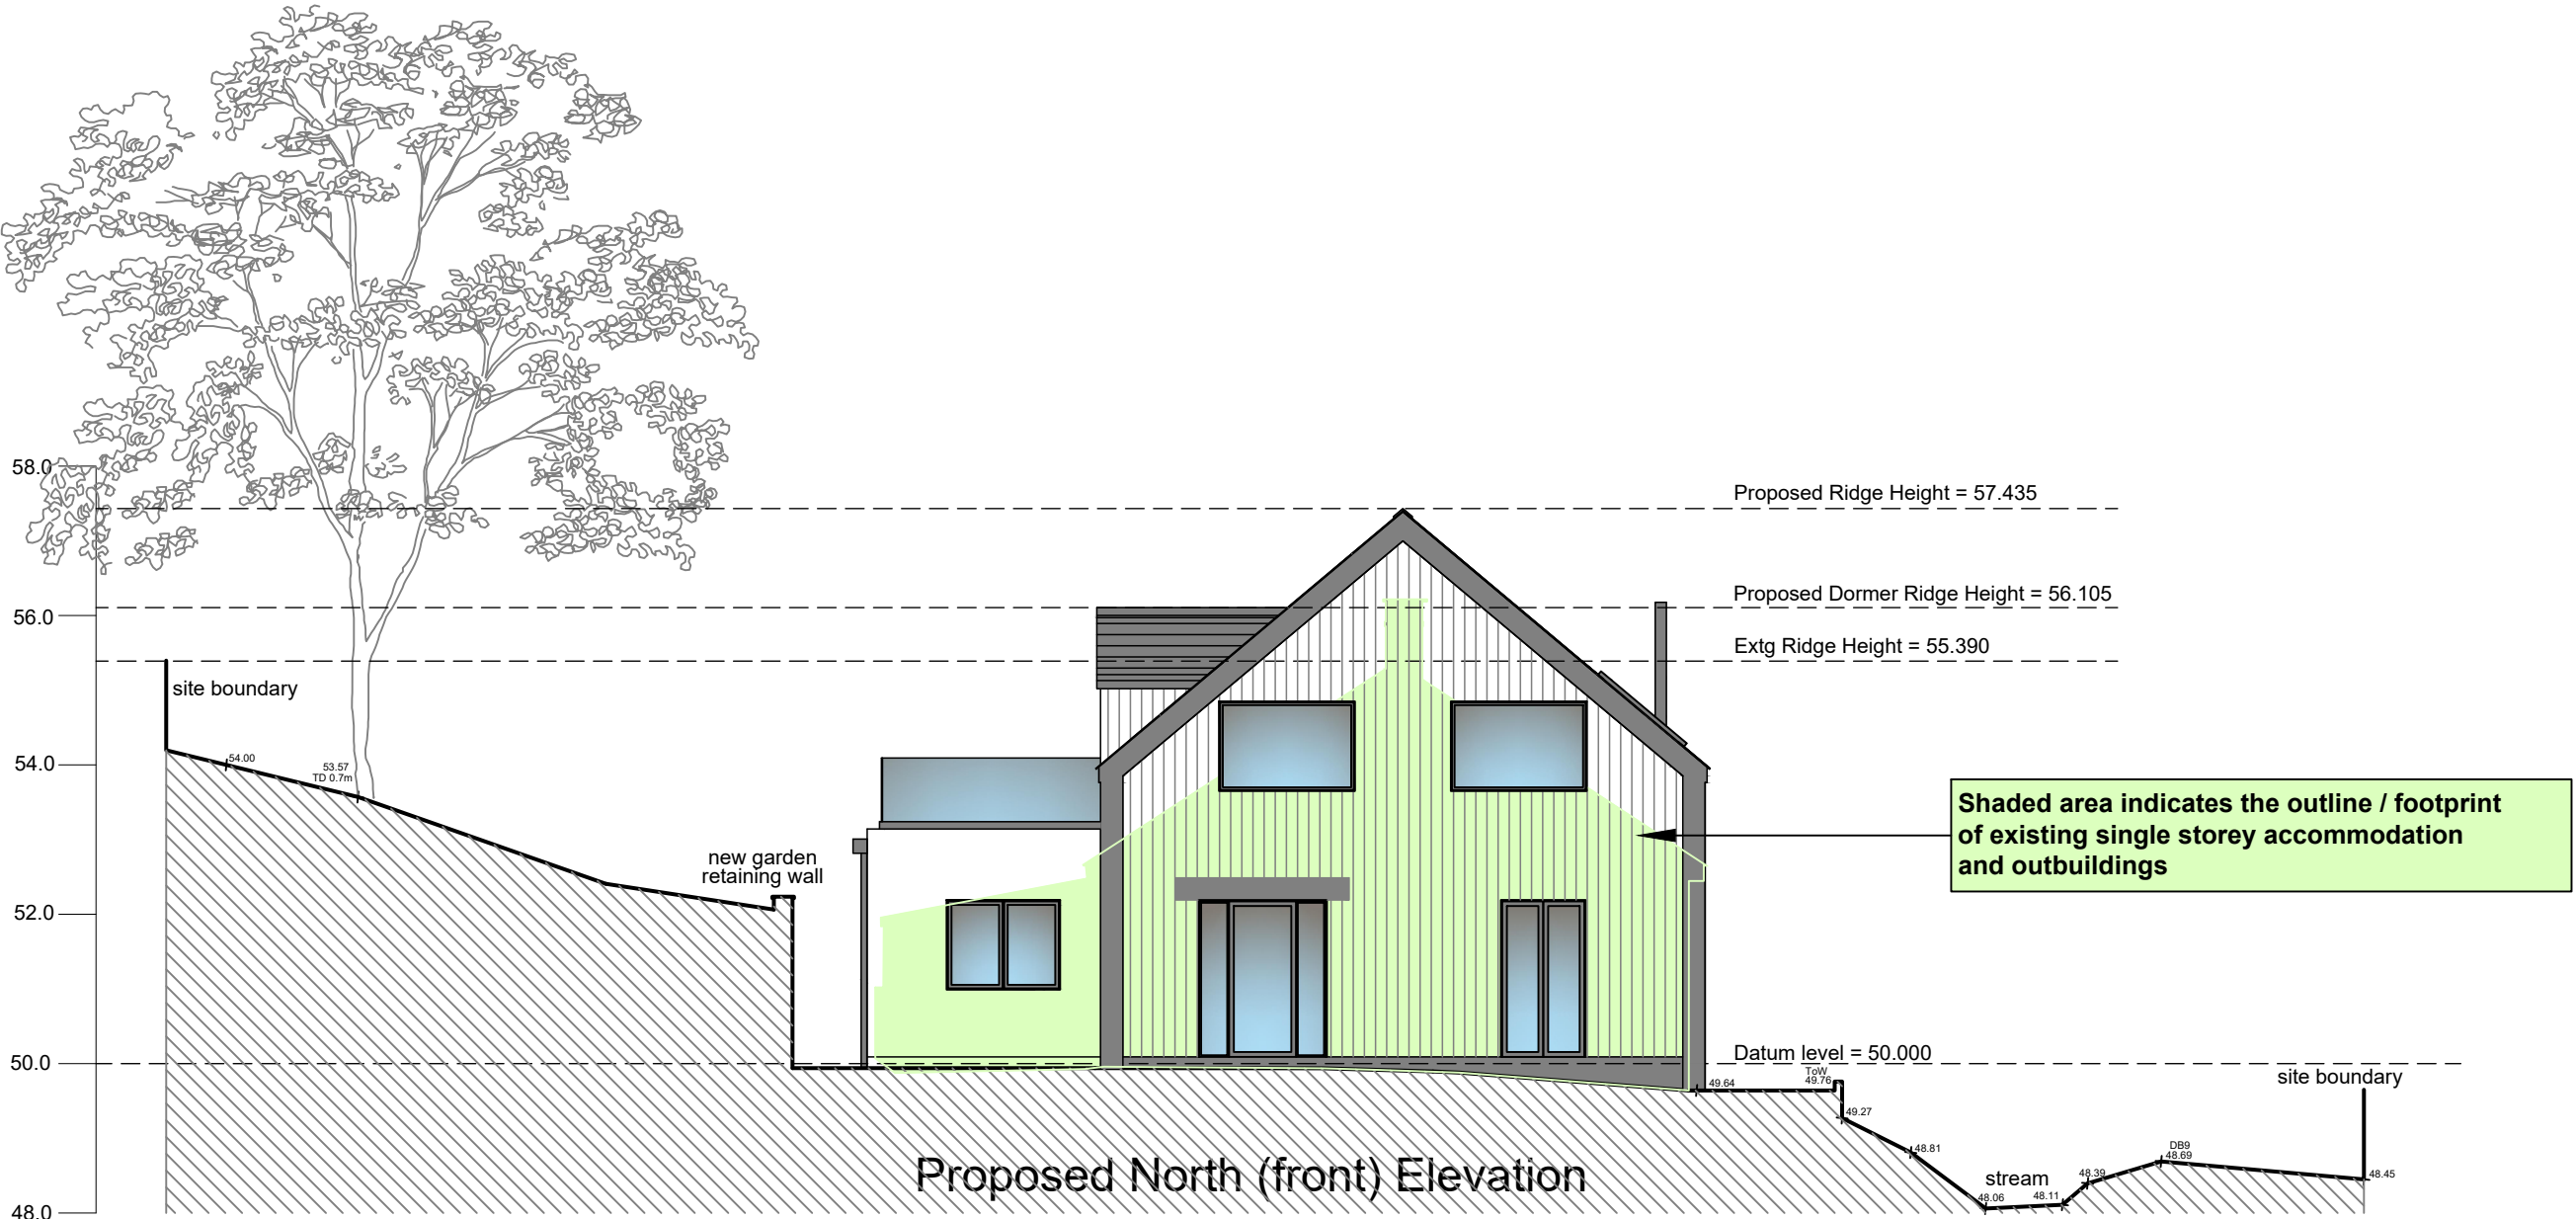 58.0
Proposed Ridge Height = 57.435
56.0
Proposed Dormer Ridge Height = 56.105
Extg Ridge Height = 55.390
site boundary
54.0
54.00
53.57
TD 0.7m
Shaded area indicates the outline / footprint
of existing single storey accommodation
and outbuildings
new garden
retaining wall
52.0
50.0
Datum level = 50.000
ToW
49.76
49.64
site boundary
49.27
48.81
DB9
48.69
stream
48.39
48.45
48.06
48.11
Proposed North (front) Elevation
48.0